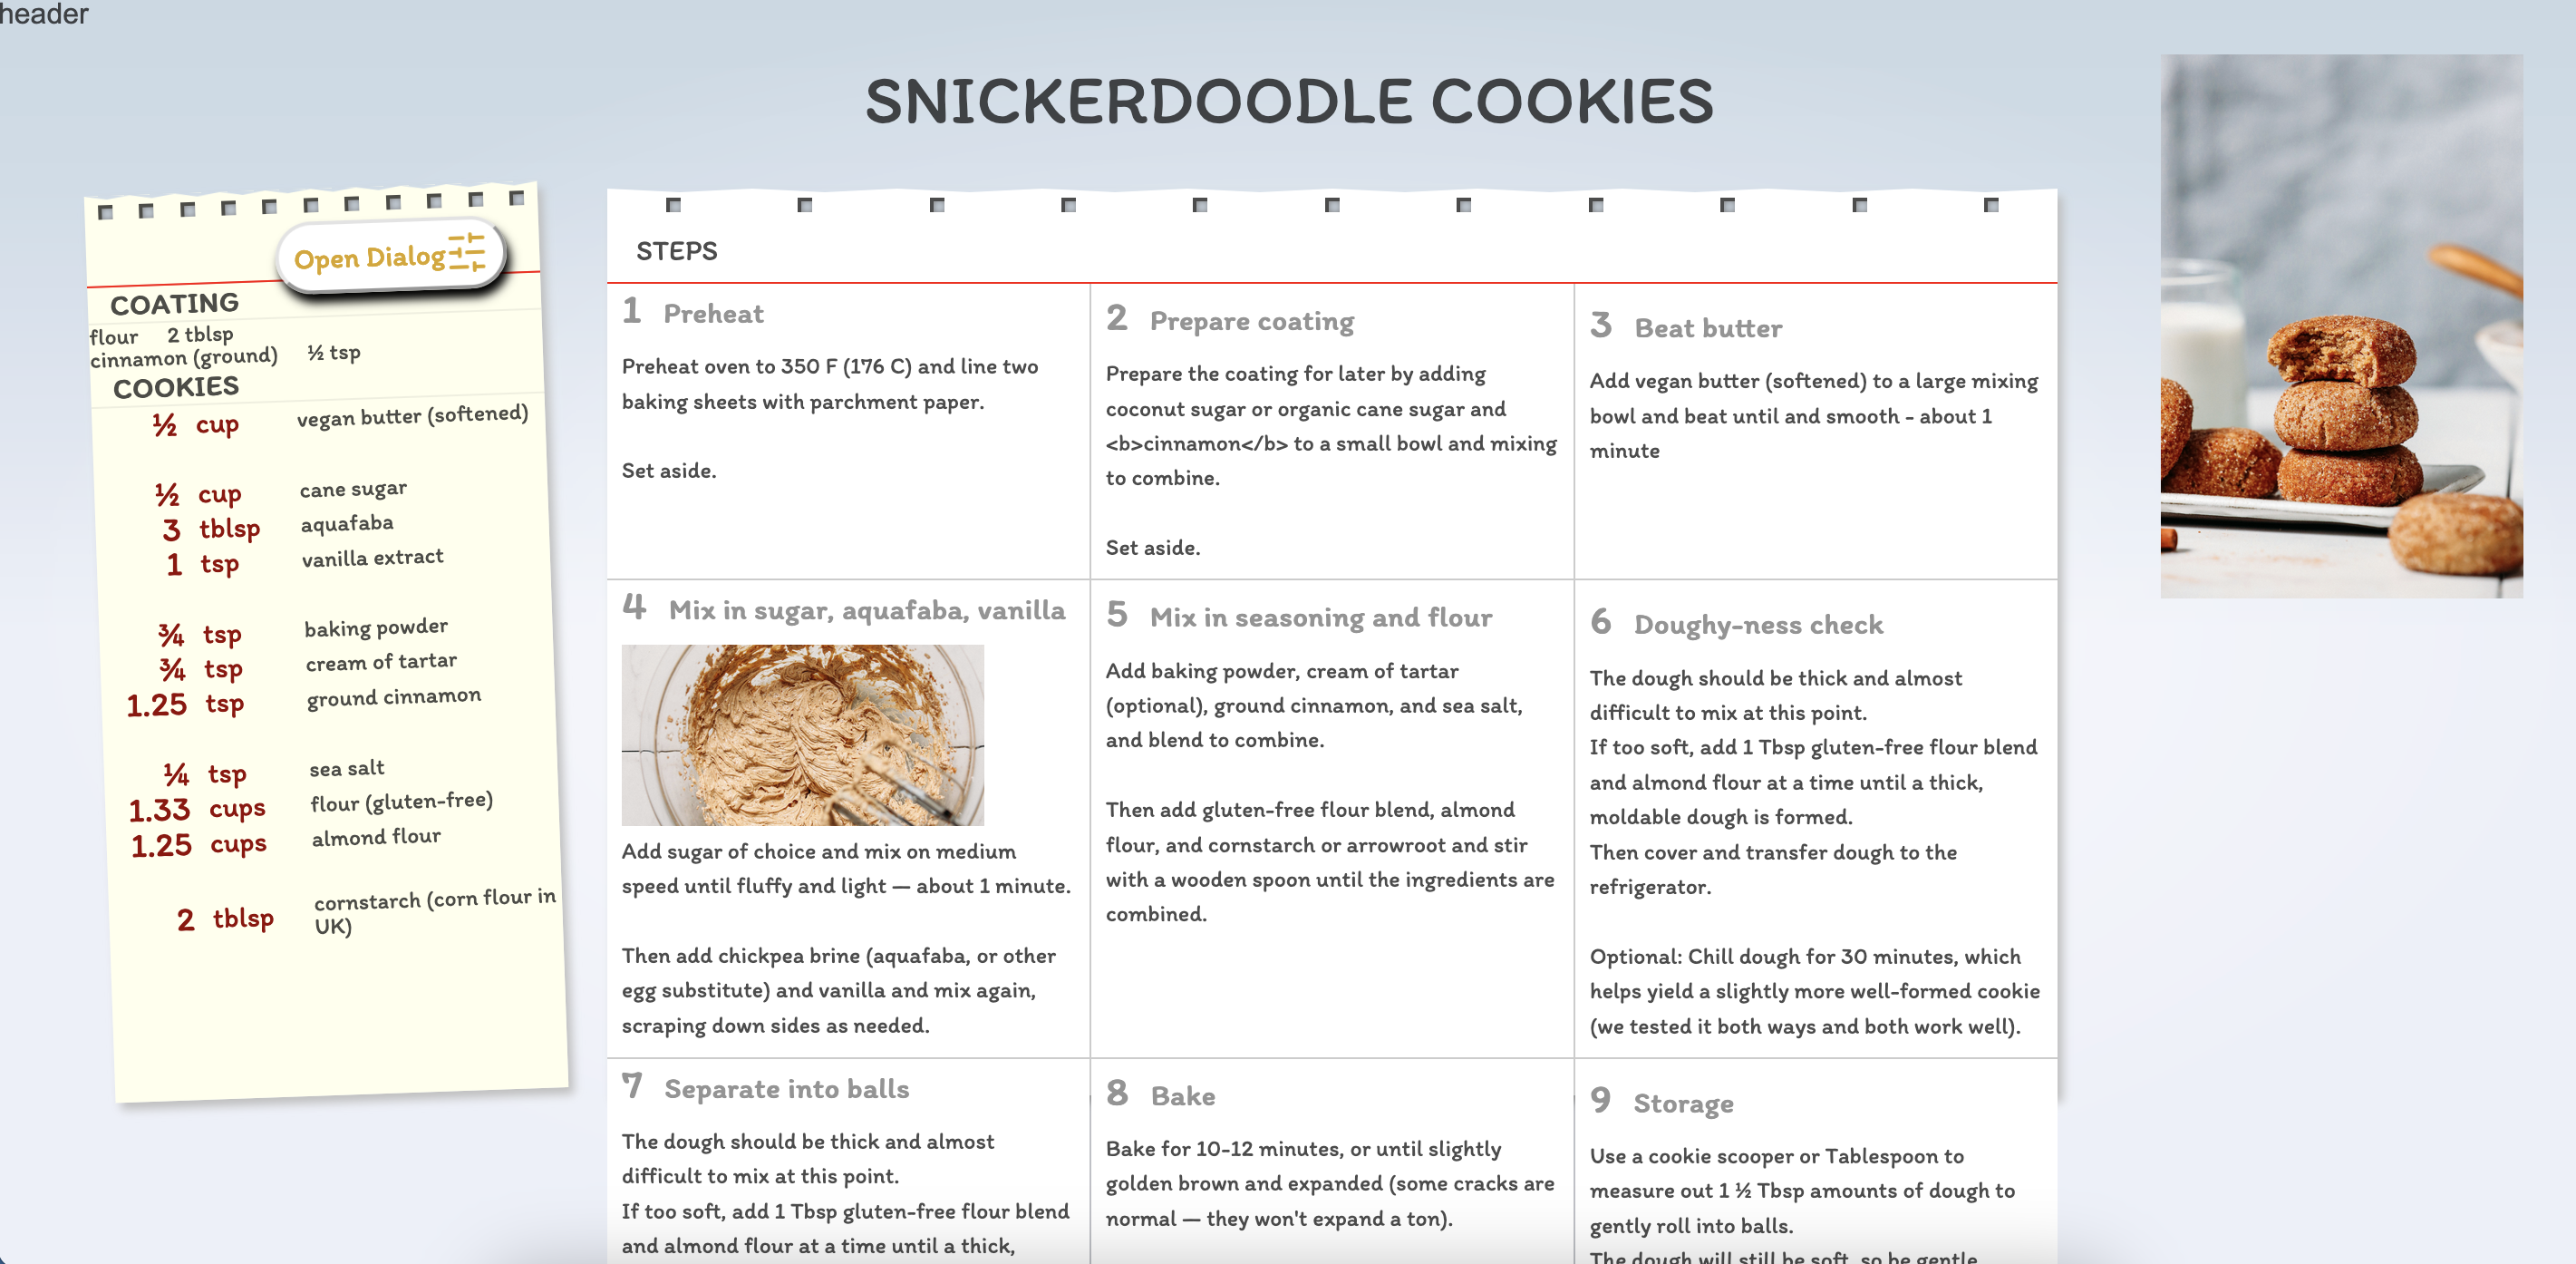 header
SNICKERDOODLE COOKIES
Open Dialog
COATING
flour 2 tblsp
cinnamon (ground) ½ tsp
COOKIES
½ cup vegan butter (softened)
½ cup cane sugar
3 tblsp aquafaba
1 tsp vanilla extract
¾ tsp baking powder
¾ tsp cream of tartar
1.25 tsp ground cinnamon
¼ tsp sea salt
1.33 cups flour (gluten-free)
1.25 cups almond flour
2 tblsp cornstarch (corn flour in
UK)
STEPS
1 Preheat
Preheat oven to 350 F (176 C) and line two
baking sheets with parchment paper.
Set aside.
2 Prepare coating
Prepare the coating for later by adding
coconut sugar or organic cane sugar and
<b>cinnamon</b> to a small bowl and mixing
to combine.
Set aside.
3 Beat butter
Add vegan butter (softened) to a large mixing
bowl and beat until and smooth - about 1
minute
4 Mix in sugar, aquafaba, vanilla
Add sugar of choice and mix on medium
speed until fluffy and light — about 1 minute.
Then add chickpea brine (aquafaba, or other
egg substitute) and vanilla and mix again,
scraping down sides as needed.
5 Mix in seasoning and flour
Add baking powder, cream of tartar
(optional), ground cinnamon, and sea salt,
and blend to combine.
Then add gluten-free flour blend, almond
flour, and cornstarch or arrowroot and stir
with a wooden spoon until the ingredients are
combined.
6 Doughy-ness check
The dough should be thick and almost
difficult to mix at this point.
If too soft, add 1 Tbsp gluten-free flour blend
and almond flour at a time until a thick,
moldable dough is formed.
Then cover and transfer dough to the
refrigerator.
Optional: Chill dough for 30 minutes, which
helps yield a slightly more well-formed cookie
(we tested it both ways and both work well).
7 Separate into balls
The dough should be thick and almost
difficult to mix at this point.
If too soft, add 1 Tbsp gluten-free flour blend
and almond flour at a time until a thick,
8 Bake
Bake for 10-12 minutes, or until slightly
golden brown and expanded (some cracks are
normal — they won't expand a ton).
9 Storage
Use a cookie scooper or Tablespoon to
measure out 1 ½ Tbsp amounts of dough to
gently roll into balls.
The dough will still be soft, so be gentle